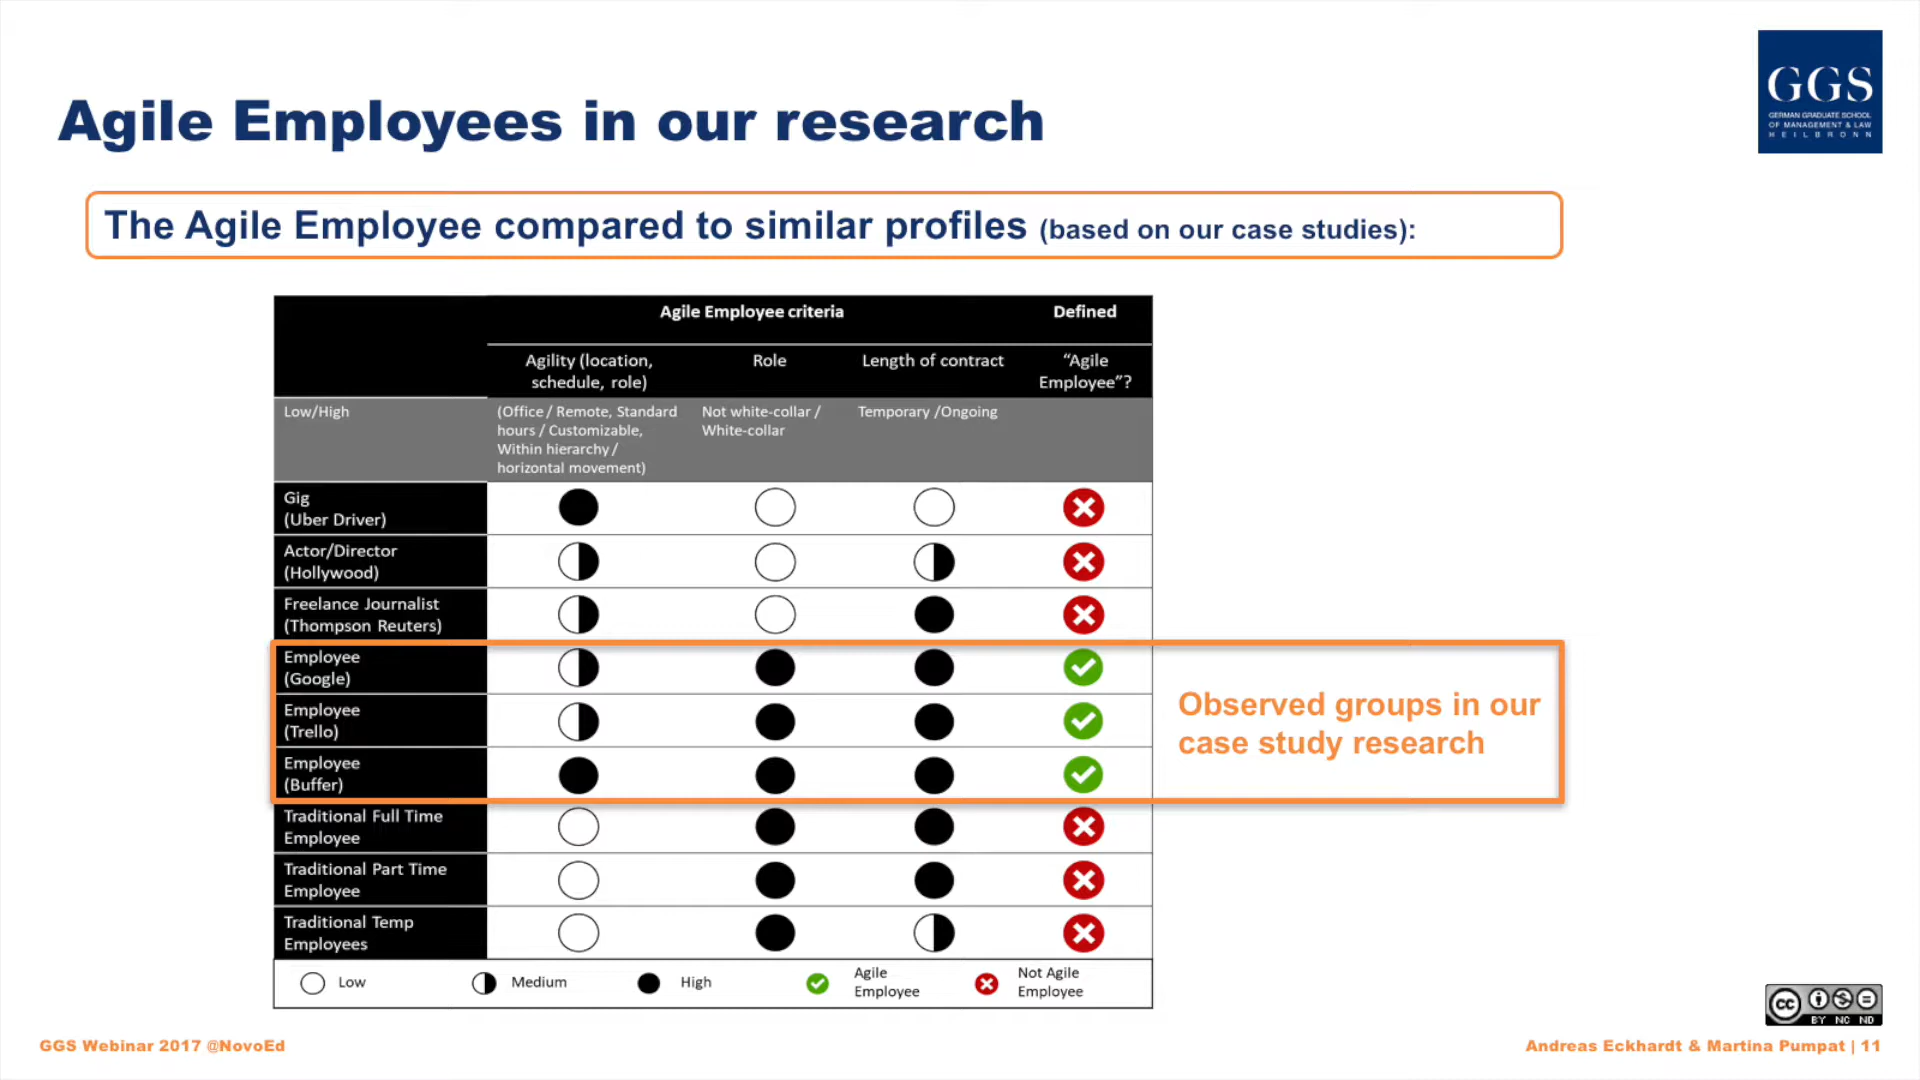 GGS
GERMAN GRADUATE SCHOOL
OF MANAGEMENT & LAW
HEILBRONN
Agile Employees in our research
The Agile Employee compared to similar profiles (based on our case studies):
Agile Employee criteria
Defined
Agility (location,
schedule, role)
Role
Length of contract
“Agile
Employee”?
Low/High
(Office / Remote, Standard
hours / Customizable,
Within hierarchy /
horizontal movement)
Not white-collar /
White-collar
Temporary /Ongoing
Gig
(Uber Driver)
Actor/Director
(Hollywood)
Freelance Journalist
(Thompson Reuters)
Employee
(Google)
Employee
(Trello)
Employee
(Buffer)
Observed groups in our
case study research
Traditional Full Time
Employee
Traditional Part Time
Employee
Traditional Temp
Employees
Low
Medium
High
Agile
Employee
Not Agile
Employee
cc
BY NC ND
GGS Webinar 2017 @NovoEd
Andreas Eckhardt & Martina Pumpat | 11